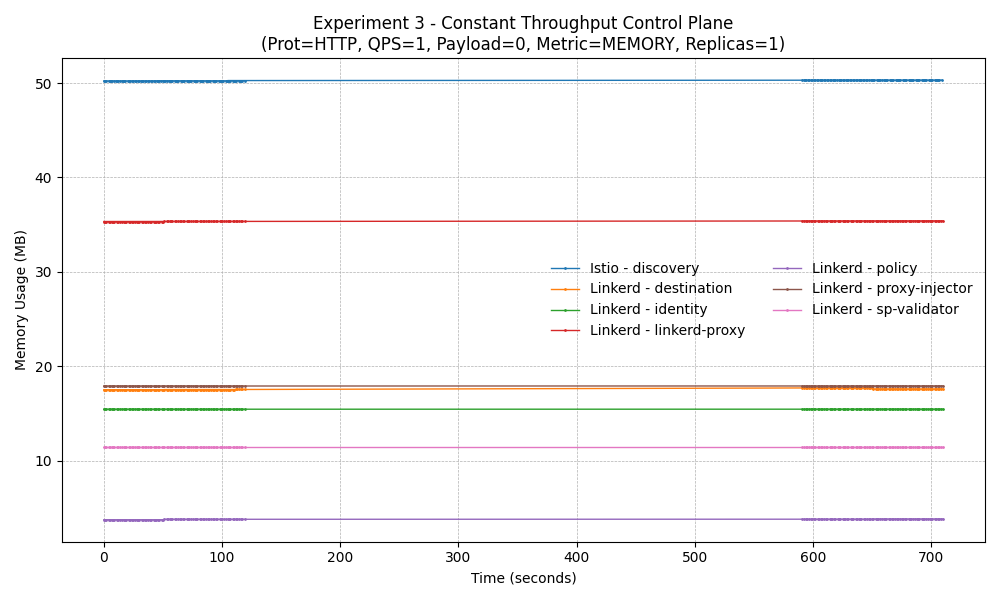 Experiment 3 - Constant Throughput Control Plane
(Prot=HTTP, QPS=1, Payload=0, Metric=MEMORY, Replicas=1)
Memory Usage (MB)
50
40
30
20
10
Istio - discovery
Linkerd - destination
Linkerd - identity
Linkerd - linkerd-proxy
Linkerd - policy
Linkerd - proxy-injector
Linkerd - sp-validator
0 100 200 300 400 500 600 700
Time (seconds)